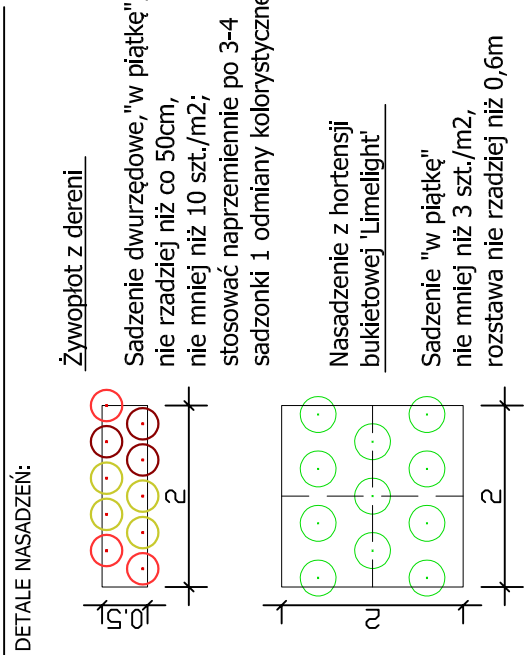 DETALE NASADZEŃ:
Żywopłot z dereni
Sadzenie dwurzędowe,"w piątkę"
nie rzadziej niż co 50cm,
nie mniej niż 10 szt./m2;
stosować naprzemiennie po 3-4
sadzonki 1 odmiany kolorystyczne
0.5
2
Nasadzenie z hortensji
bukietowej 'Limelight'
Sadzenie "w piątkę"
nie mniej niż 3 szt./m2,
rozstawa nie rzadziej niż 0,6m
2
2